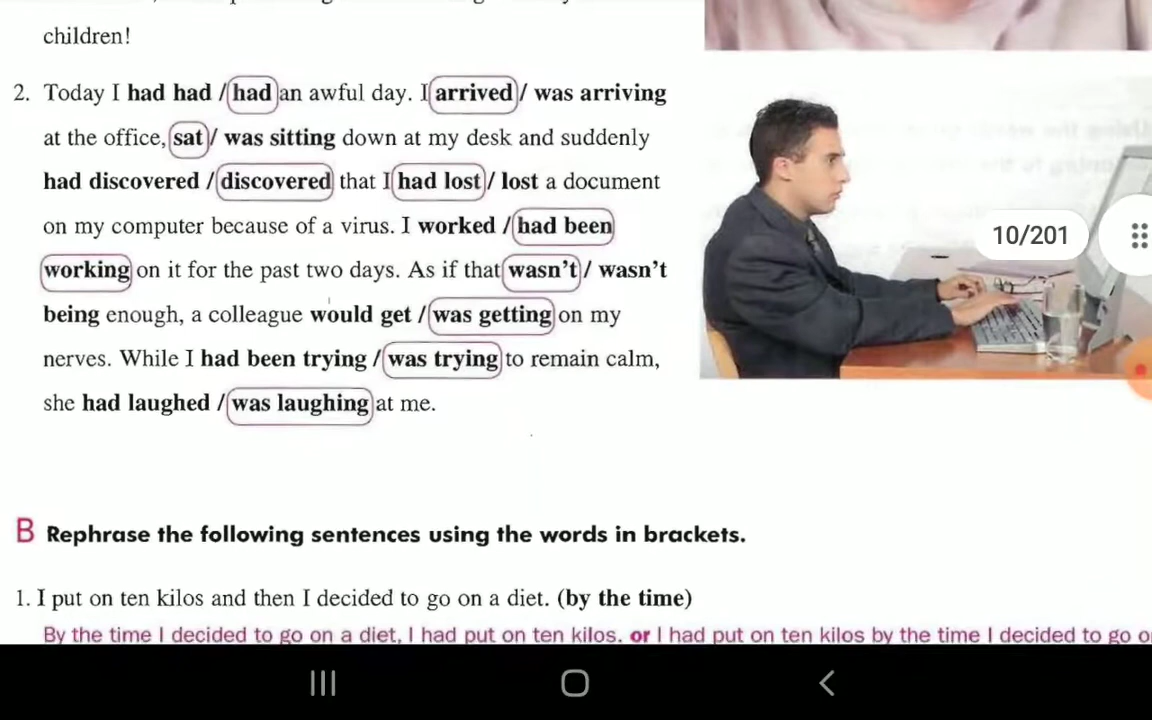 children!
2. Today I had had / had an awful day. I arrived / was arriving
at the office, sat / was sitting down at my desk and suddenly
had discovered / discovered that I had lost / lost a document
on my computer because of a virus. I worked / had been
working on it for the past two days. As if that wasn't / wasn't
being enough, a colleague would get / was getting on my
nerves. While I had been trying / was trying to remain calm,
she had laughed / was laughing at me.
10/201
B Rephrase the following sentences using the words in brackets.
1. I put on ten kilos and then I decided to go on a diet. (by the time)
By the time I decided to go on a diet, I had put on ten kilos. or I had put on ten kilos by the time I decided to go